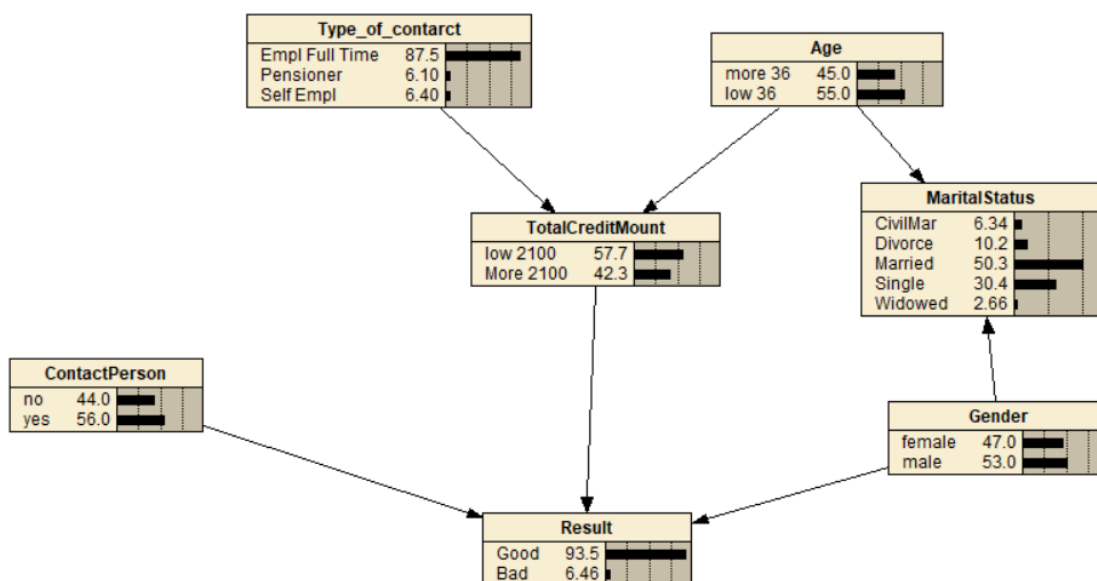 Type_of_contarct
Empl Full Time 87.5
Pensioner 6.10
Self Empl 6.40
Age
more 36 45.0
low 36 55.0
MaritalStatus
CivilMar 6.34
Divorce 10.2
Married 50.3
Single 30.4
Widowed 2.66
TotalCreditMount
low 2100 57.7
More 2100 42.3
ContactPerson
no 44.0
yes 56.0
Gender
female 47.0
male 53.0
Result
Good 93.5
Bad 6.46